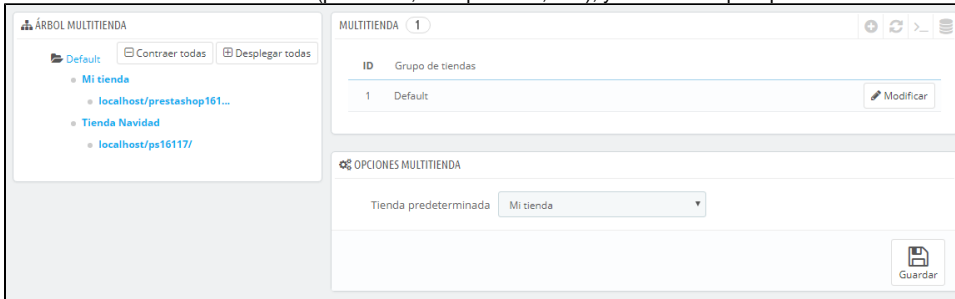 ÁRBOL MULTITIENDA
Default
Contraer todas
Desplegar todas
Mi tienda
localhost/prestashop161...
Tienda Navidad
localhost/ps16117/
MULTITIENDA 1
ID Grupo de tiendas
1 Default
Modificar
OPCIONES MULTITIENDA
Tienda predeterminada Mi tienda
Guardar